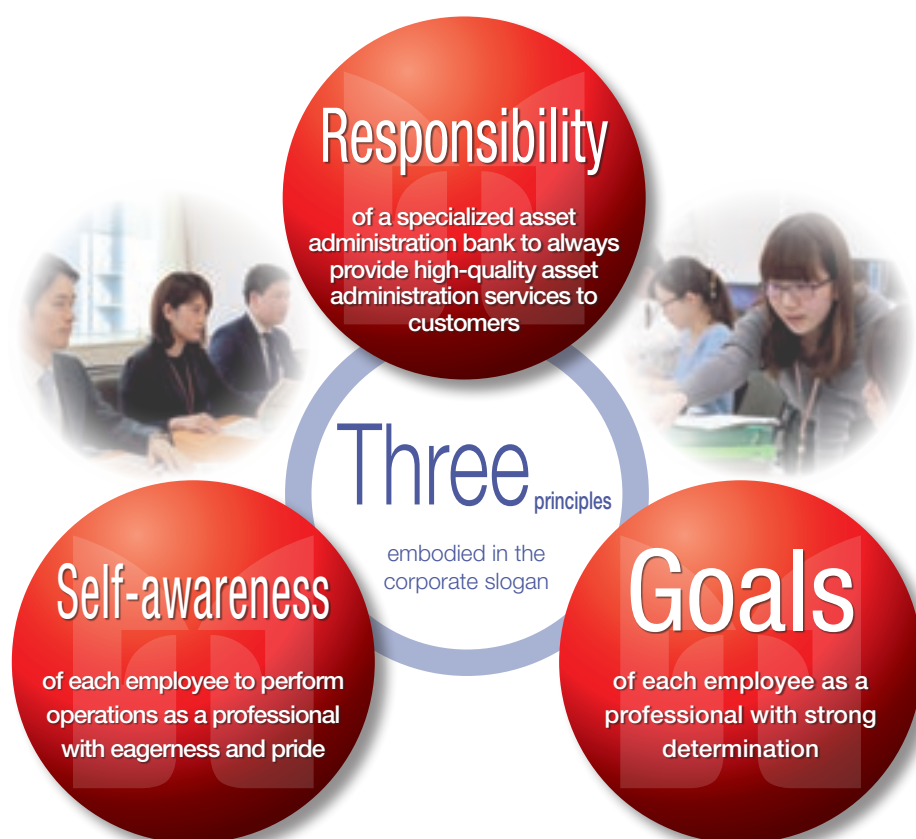 Responsibility
of a specialized asset
administration bank to always
provide high-quality asset
administration services to
customers
Three principles
embodied in the
corporate slogan
Self-awareness
of each employee to perform
operations as a professional
with eagerness and pride
Goals
of each employee as a
professional with strong
determination